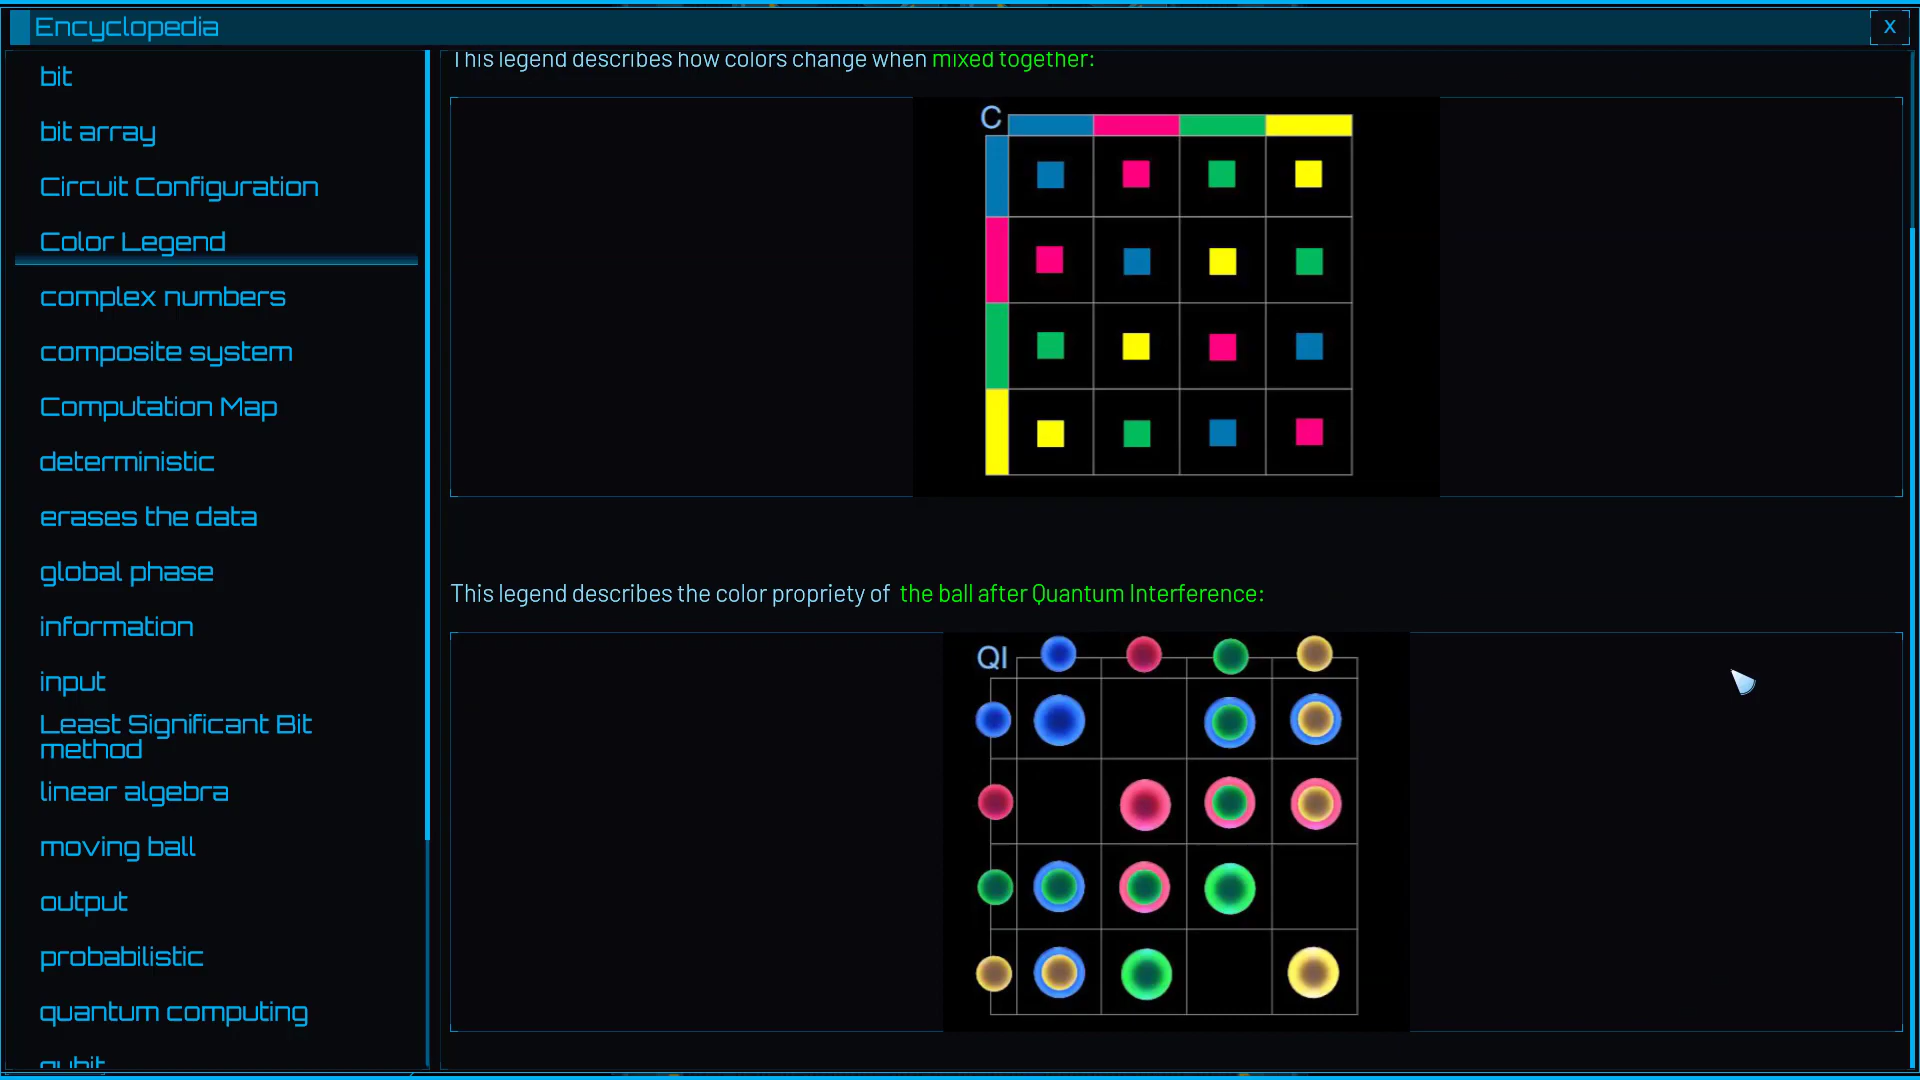 Encyclopedia
X
bit
bit array
Circuit Configuration
Color Legend
complex numbers
composite system
Computation Map
deterministic
erases the data
global phase
information
input
Least Significant Bit
method
linear algebra
moving ball
output
probabilistic
quantum computing
qubit
This legend describes how colors change when mixed together:
C
This legend describes the color propriety of the ball after Quantum Interference:
QI